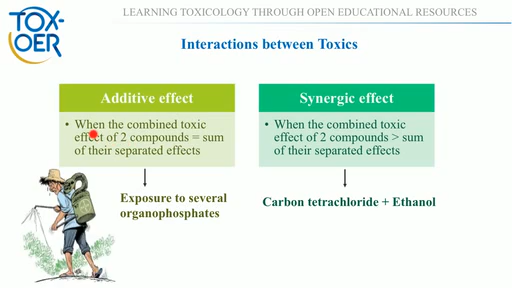 TOX-
OER
LEARNING TOXICOLOGY THROUGH OPEN EDUCATIONAL RESOURCES
Interactions between Toxics
Additive effect
• When the combined toxic
effect of 2 compounds = sum
of their separated effects
Exposure to several
organophosphates
Synergic effect
• When the combined toxic
effect of 2 compounds > sum
of their separated effects
Carbon tetrachloride + Ethanol